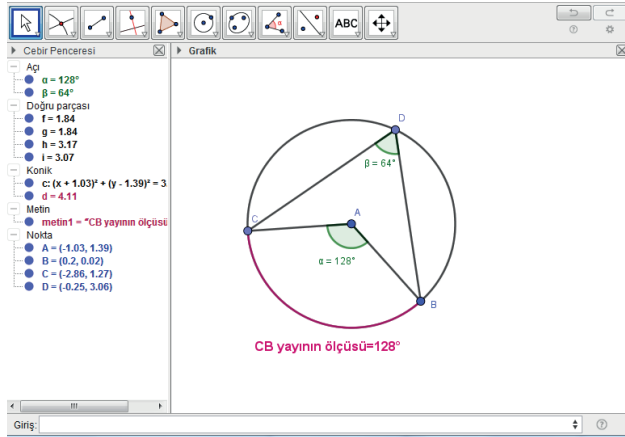 ABC
Cebir Penceresi
Grafik
Açı
α = 128°
β = 64°
Doğru parçası
f = 1.84
g = 1.84
h = 3.17
i = 3.07
Konik
c: (x + 1.03)² + (y - 1.39)² = 3
d = 4.11
Metin
metin1 = "CB yayının ölçüsü
Nokta
A = (-1.03, 1.39)
B = (0.2, 0.02)
C = (-2.86, 1.27)
D = (-0.25, 3.06)
D
β = 64°
C
A
α = 128°
B
CB yayının ölçüsü=128°
Giriş: